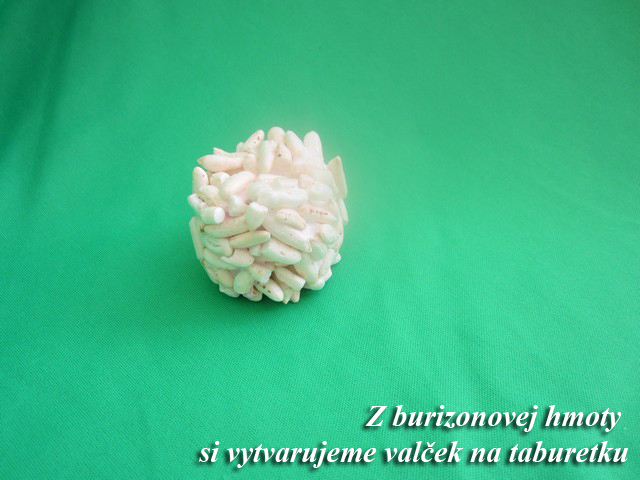 Z burizonovej hmoty
si vytvarujeme valček na taburetku